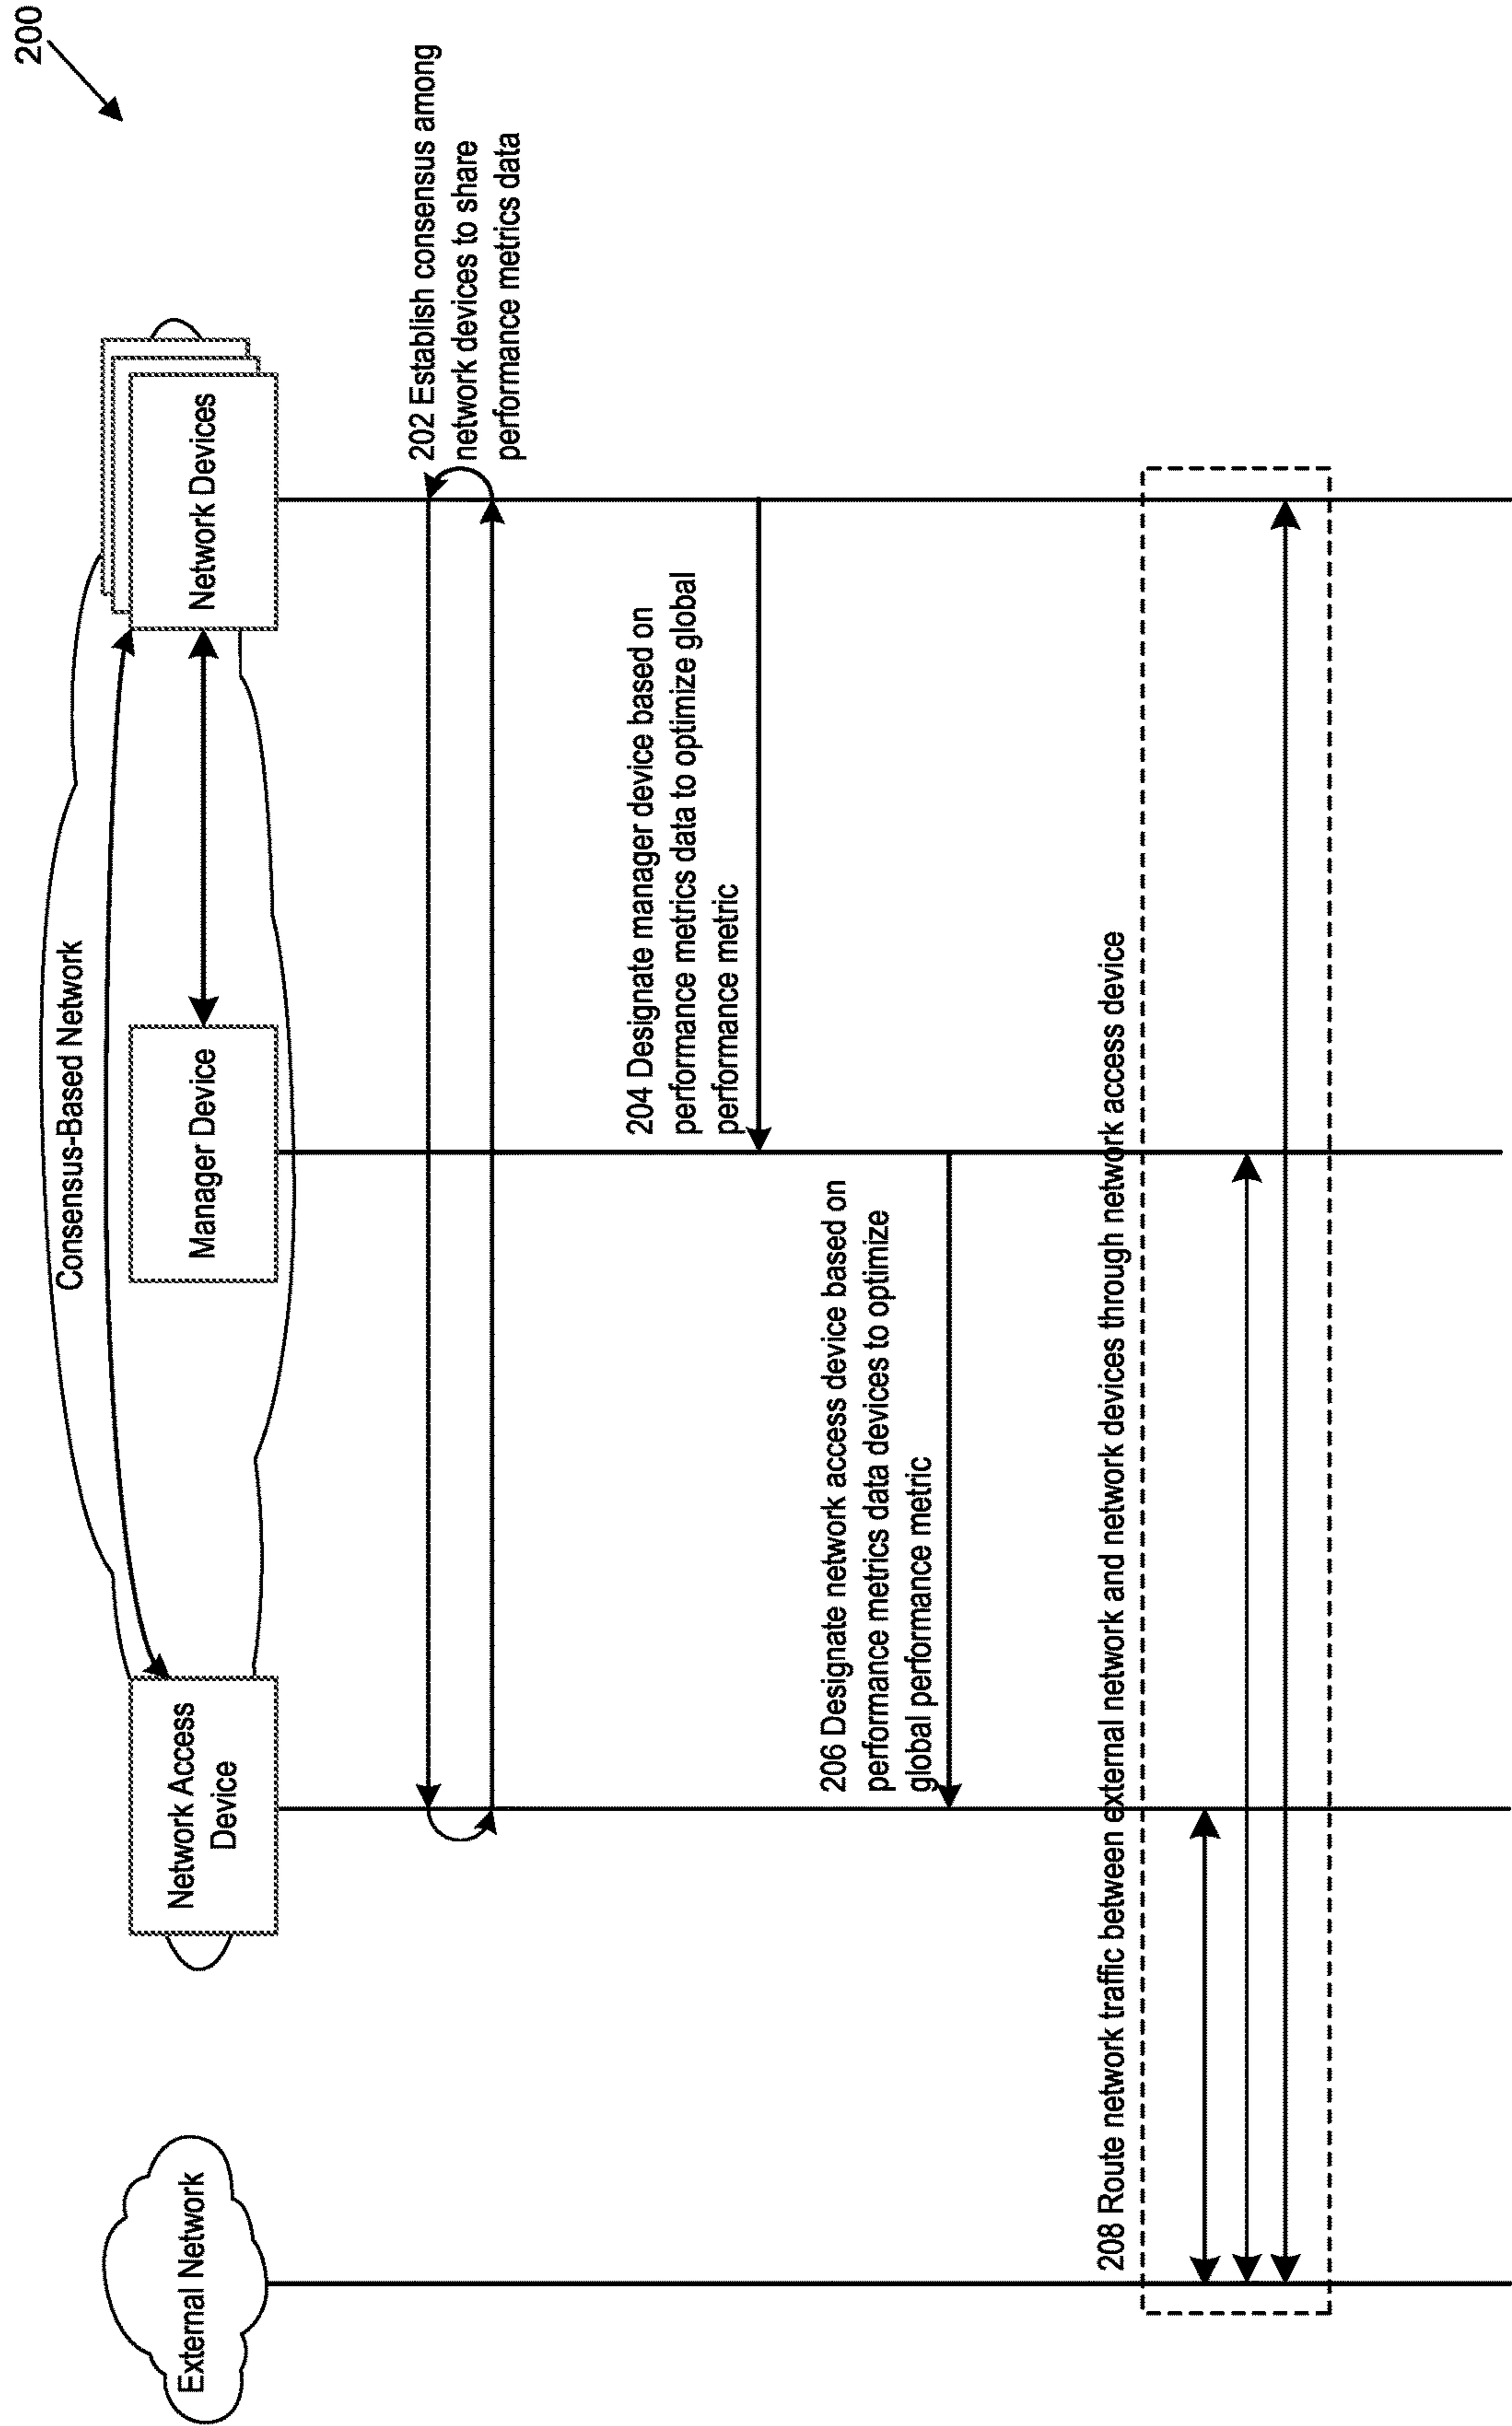 200
Consensus-Based Network
External Network
Network Access
Device
Manager Device
Network Devices
202 Establish consensus among
network devices to share
performance metrics data
204 Designate manager device based on
performance metrics data to optimize global
performance metric
206 Designate network access device based on
performance metrics data devices to optimize
global performance metric
208 Route network traffic between external network and network devices through network access device